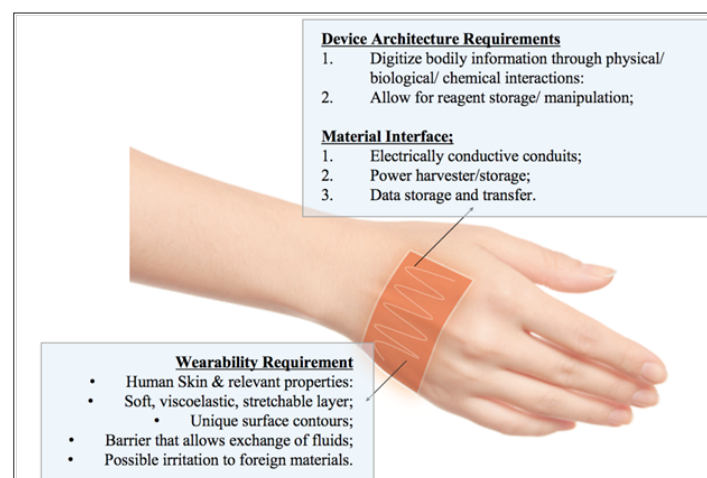 Device Architecture Requirements
1. Digitize bodily information through physical/
biological/ chemical interactions:
2. Allow for reagent storage/ manipulation;
Material Interface;
1. Electrically conductive conduits;
2. Power harvester/storage;
3. Data storage and transfer.
Wearability Requirement
• Human Skin & relevant properties:
• Soft, viscoelastic, stretchable layer;
• Unique surface contours;
• Barrier that allows exchange of fluids;
• Possible irritation to foreign materials.